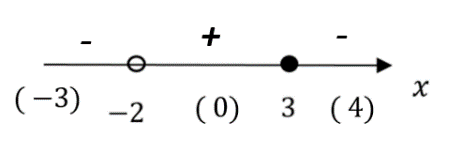 - + -
(−3) −2 (0) 3 (4) x